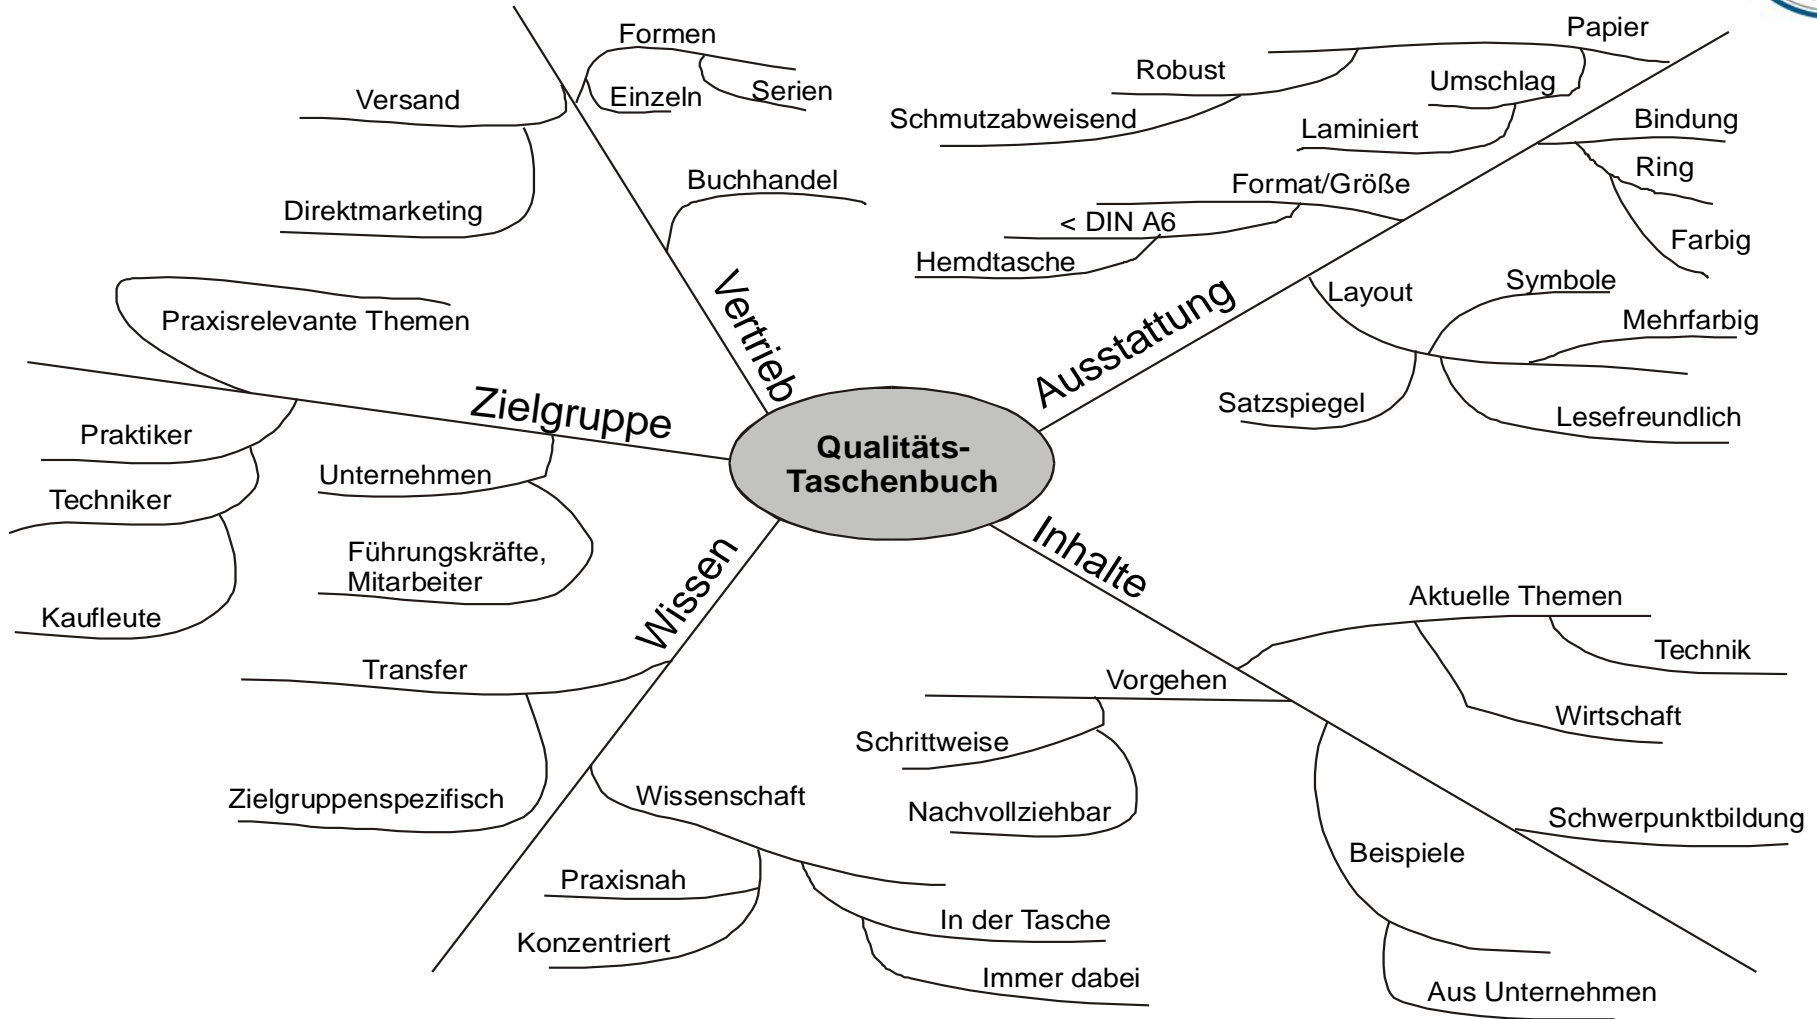 Qualitäts-
Taschenbuch
Vertrieb
Formen
Einzeln
Serien
Versand
Direktmarketing
Buchhandel
Ausstattung
Papier
Robust
Schmutzabweisend
Umschlag
Laminiert
Bindung
Ring
Farbig
Format/Größe
< DIN A6
Hemdtasche
Layout
Symbole
Mehrfarbig
Satzspiegel
Lesefreundlich
Zielgruppe
Praxisrelevante Themen
Praktiker
Techniker
Kaufleute
Unternehmen
Führungskräfte,
Mitarbeiter
Wissen
Transfer
Zielgruppenspezifisch
Wissenschaft
Praxisnah
Konzentriert
In der Tasche
Immer dabei
Inhalte
Aktuelle Themen
Technik
Wirtschaft
Vorgehen
Schrittweise
Nachvollziehbar
Beispiele
Aus Unternehmen
Schwerpunktbildung